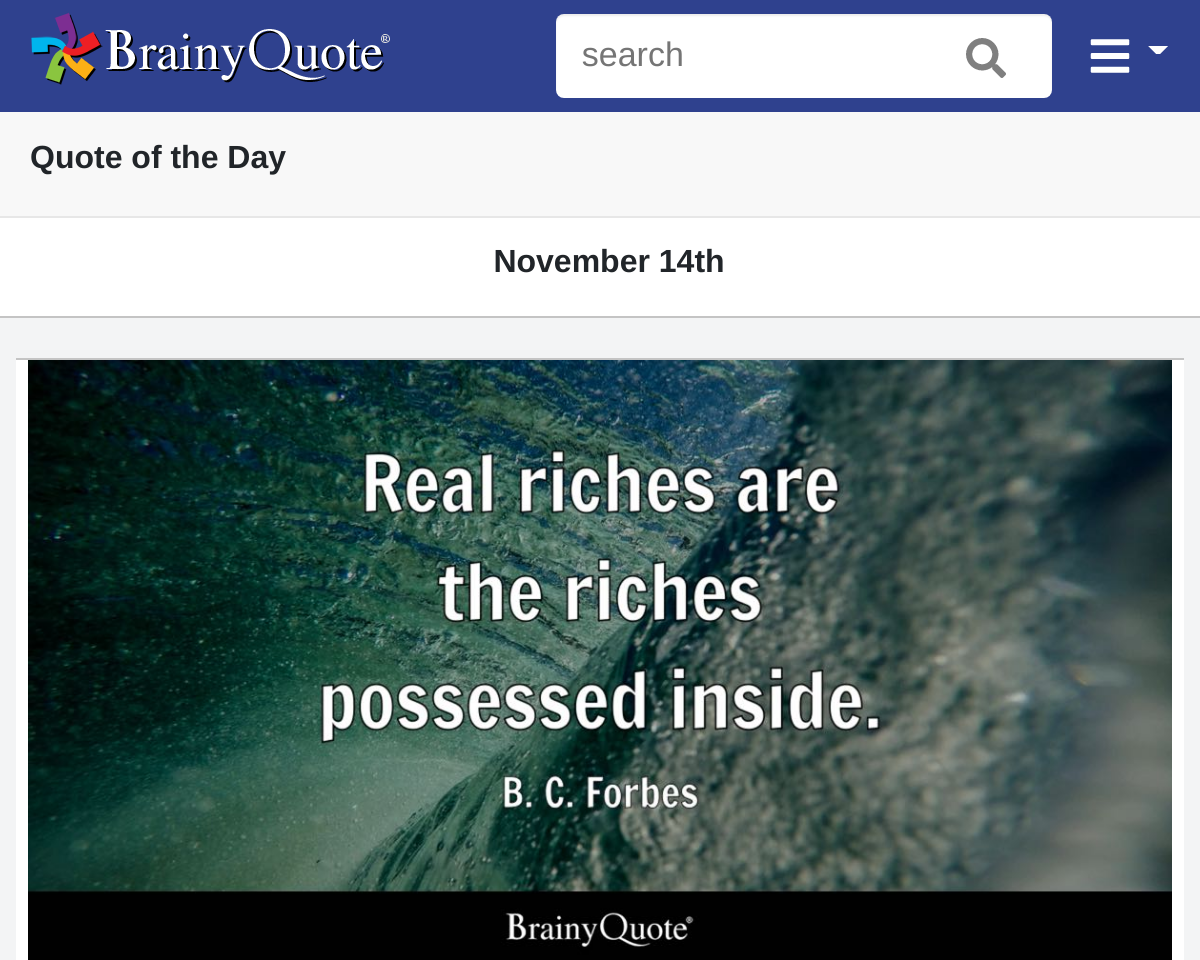 BrainyQuote®
search
Quote of the Day
November 14th
Real riches are
the riches
possessed inside.
B. C. Forbes
BrainyQuote®